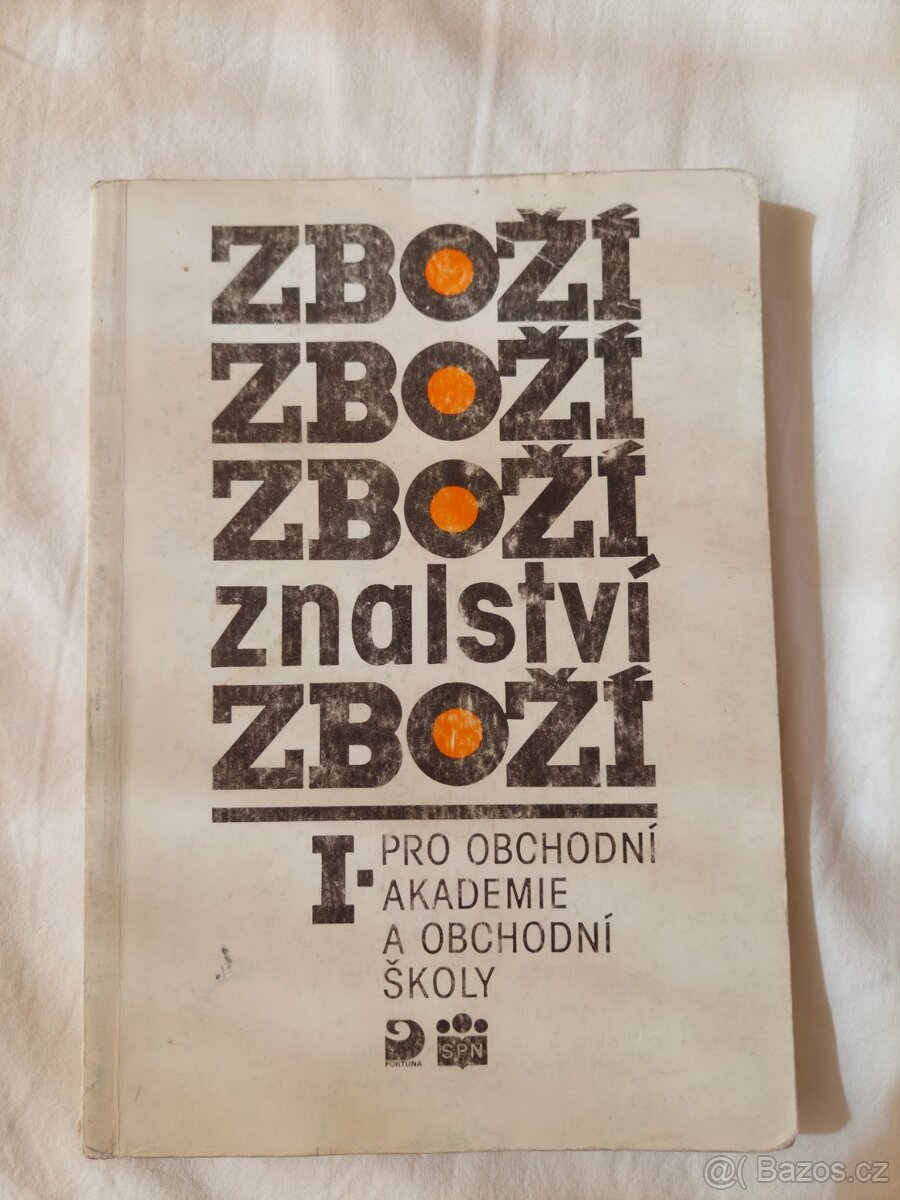 ZBOŽÍ
ZBOŽÍ
ZBOŽÍ
znalství
ZBOŽÍ
I. PRO OBCHODNÍ
AKADEMIE
A OBCHODNÍ
ŠKOLY
FORTUNA SPN
@( Bazos.cz